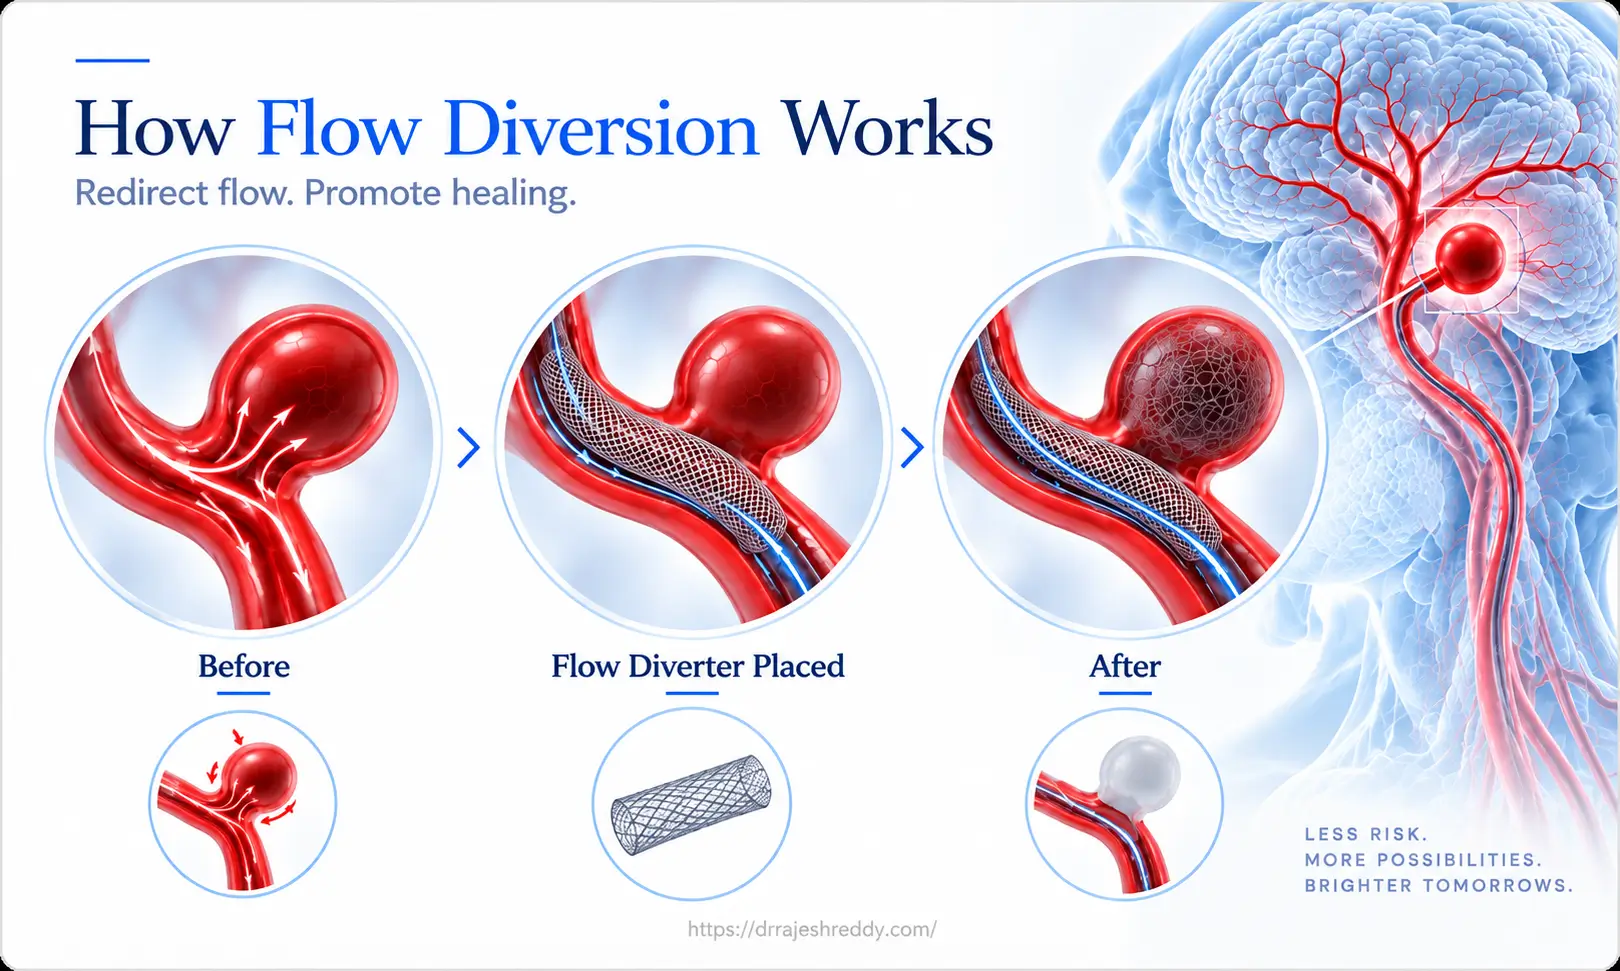 How Flow Diversion Works
Redirect flow. Promote healing.
Before
Flow Diverter Placed
After
LESS RISK.
MORE POSSIBILITIES.
BRIGHTER TOMORROWS.
https://drrajeshreddy.com/